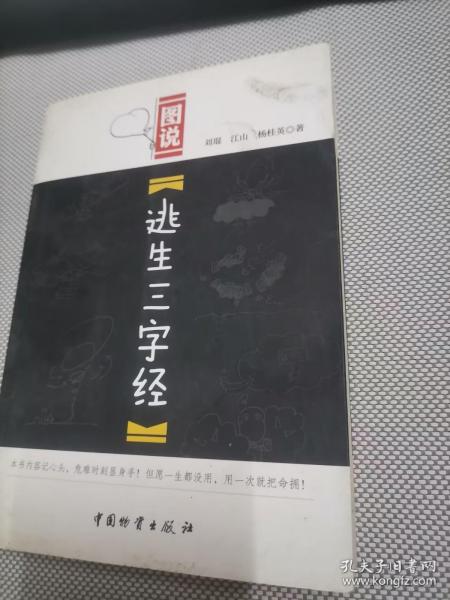 图说
刘琨 江山 杨桂英◎著
逃生三字经
本书内容记心头，危难时刻显身手！但愿一生都没用，用一次就把命拥！
中国物资出版社
孔夫子旧书网
www.kongfz.com